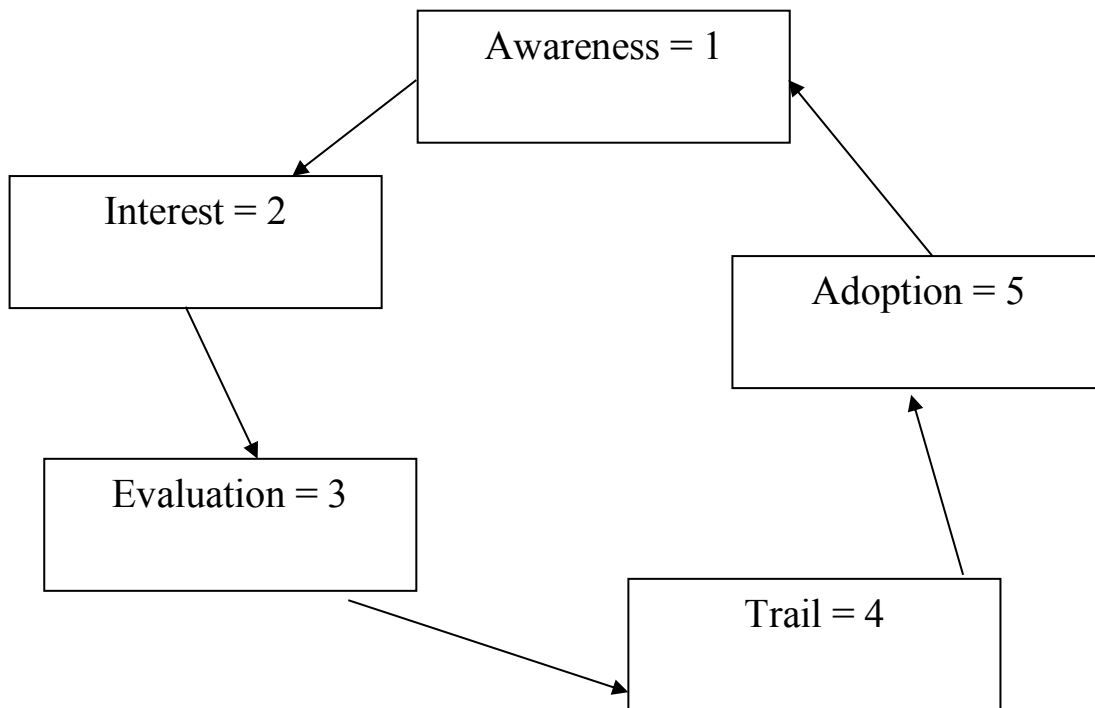 Awareness = 1
Interest = 2
Adoption = 5
Evaluation = 3
Trail = 4